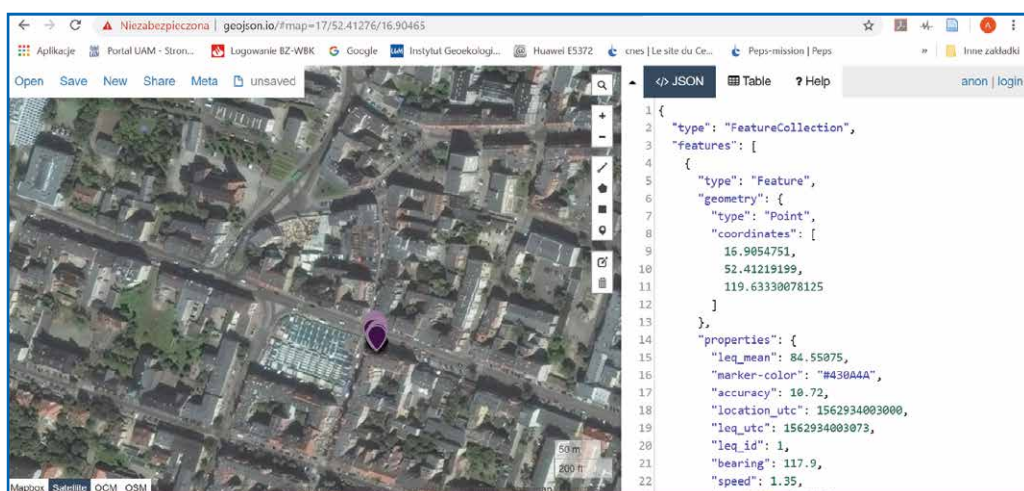 Niezabezpieczona | geojson.io/#map=17/52.41276/16.90465
Aplikacje Portal UAM - Stron... Logowanie BZ-WBK Google Instytut Geoekologi... Huawei E5372 cnes | Le site du Ce... Peps-mission | Peps » Inne zakładki
Open Save New Share Meta unsaved </> JSON Table ? Help anon | login
1 {
2 "type": "FeatureCollection",
3 "features": [
4 {
5 "type": "Feature",
6 "geometry": {
7 "type": "Point",
8 "coordinates": [
9 16.9054751,
10 52.41219199,
11 119.63330078125
12 ]
13 },
14 "properties": {
15 "leq_mean": 84.55075,
16 "marker-color": "#430A4A",
17 "accuracy": 10.72,
18 "location_utc": 1562934003000,
19 "leq_utc": 1562934003073,
20 "leq_id": 1,
21 "bearing": 117.9,
22 "speed": 1.35,
50 m
200 ft
Mapbox Satellite OCM OSM